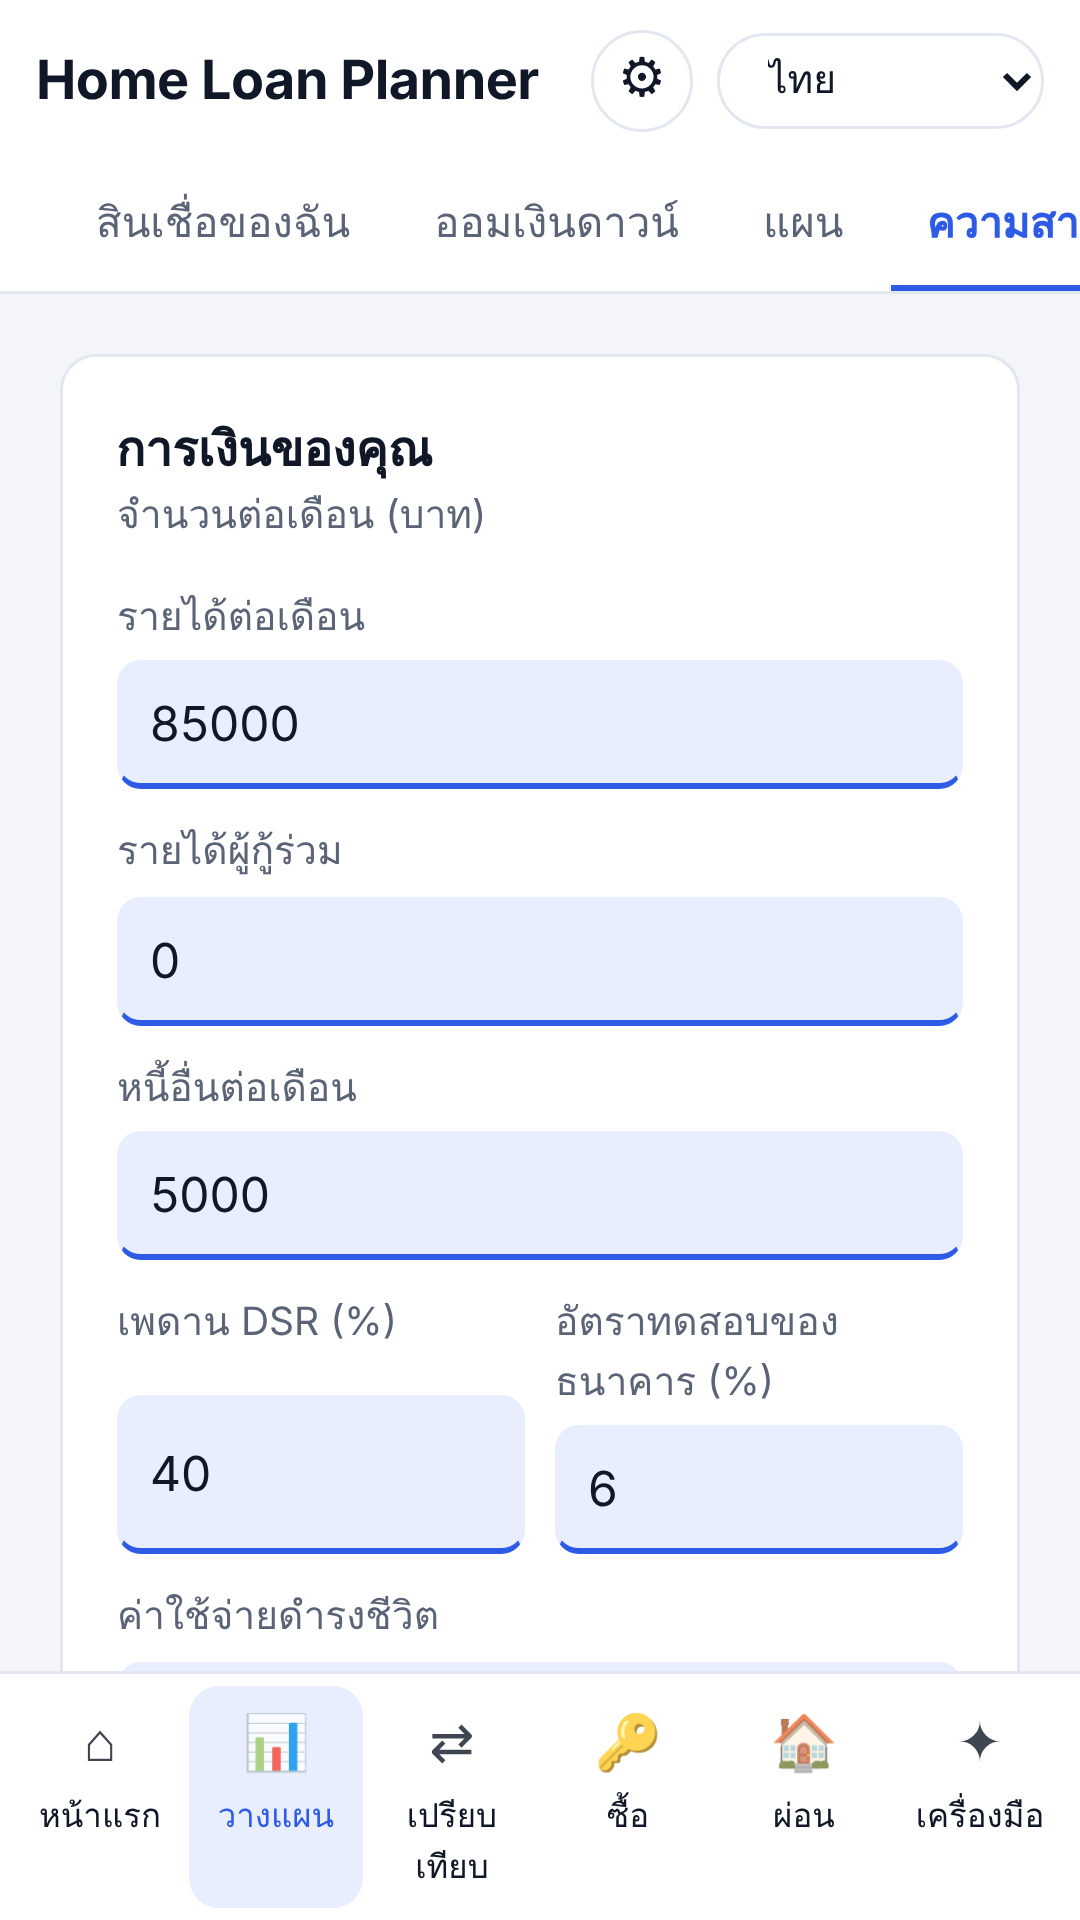 Home Loan Planner
ไทย
สินเชื่อของฉัน
ออมเงินดาวน์
แผน
ความสา
การเงินของคุณ
จำนวนต่อเดือน (บาท)
รายได้ต่อเดือน
85000
รายได้ผู้กู้ร่วม
0
หนี้อื่นต่อเดือน
5000
เพดาน DSR (%)
40
อัตราทดสอบของ
ธนาคาร (%)
6
ค่าใช้จ่ายดำรงชีวิต
หน้าแรก
วางแผน
เปรียบ
เทียบ
ซื้อ
ผ่อน
เครื่องมือ